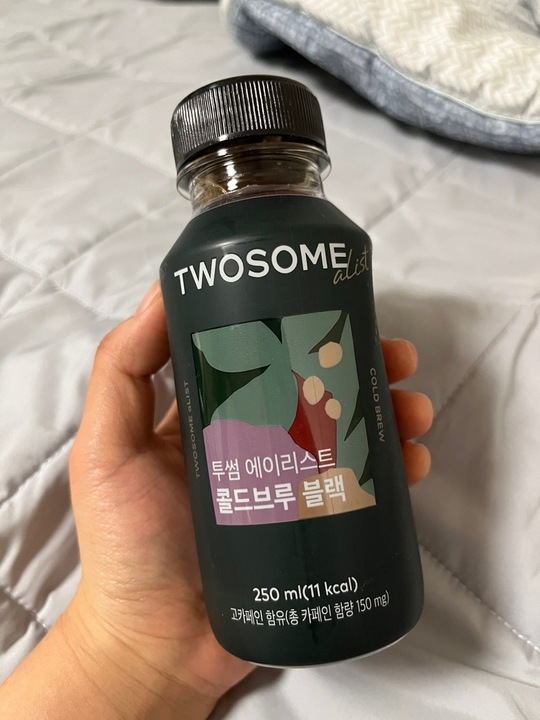 TWOSOME
alist
TWOSOME aLIST
COLD BREW
투썸 에이리스트
콜드브루 블랙
250 ml(11 kcal)
고카페인 함유(총 카페인 함량 150 mg)